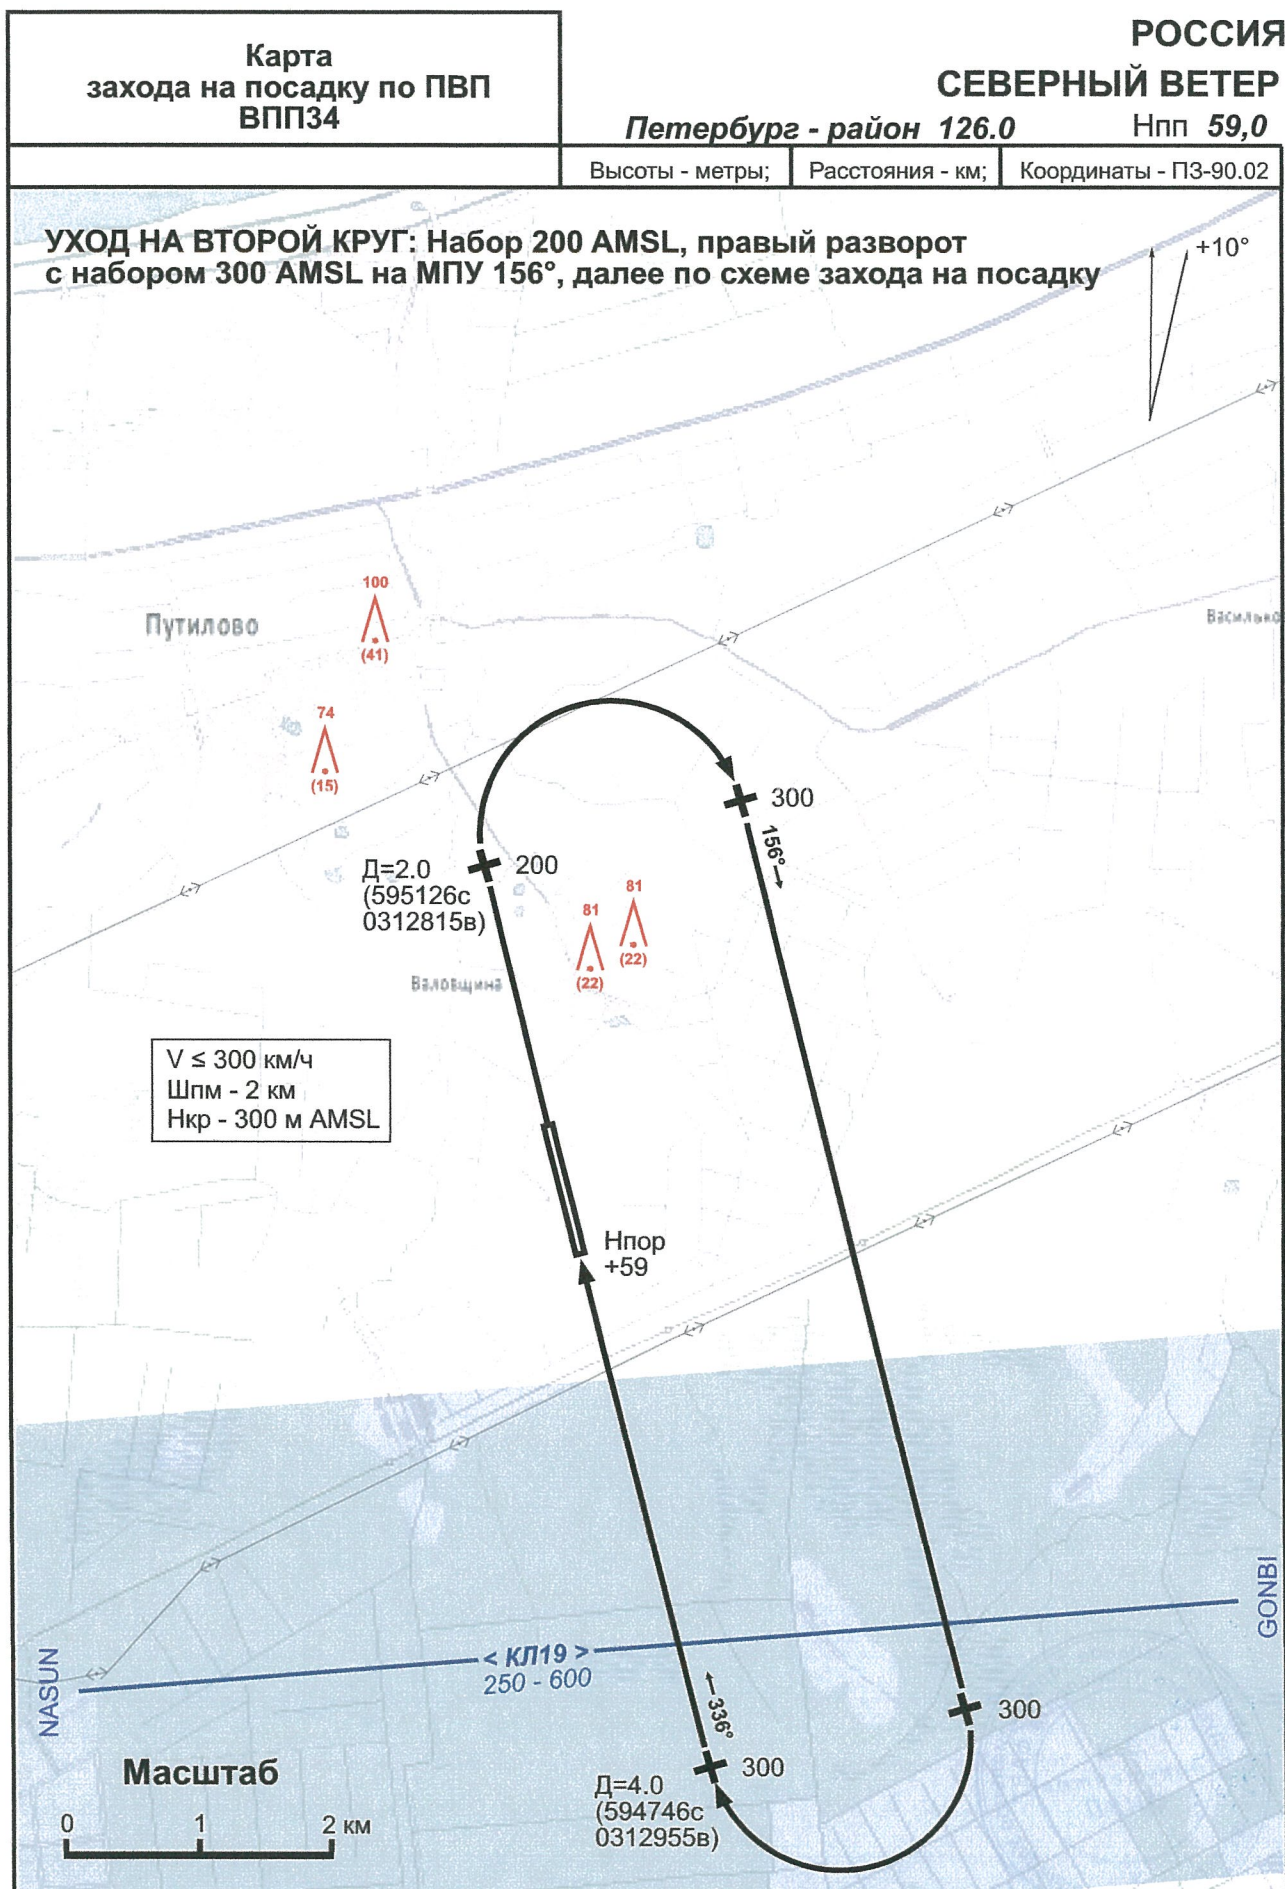 Карта
захода на посадку по ПВП
ВПП34
РОССИЯ
СЕВЕРНЫЙ ВЕТЕР
Петербург - район 126.0
Нпп 59,0
Высоты - метры;
Расстояния - км;
Координаты - ПЗ-90.02
УХОД НА ВТОРОЙ КРУГ: Набор 200 AMSL, правый разворот
с набором 300 AMSL на МПУ 156°, далее по схеме захода на посадку
+10°
100
(41)
Путилово
Василько
74
(15)
300
156°
Д=2.0
(595126с
0312815в)
200
81
(22)
81
(22)
Валовщина
V ≤ 300 км/ч
Шпм - 2 км
Нкр - 300 м AMSL
Нпор
+59
NASUN
< КЛ19 >
250 - 600
GONBI
336°
300
300
Масштаб
0 1 2 км
Д=4.0
(594746с
0312955в)